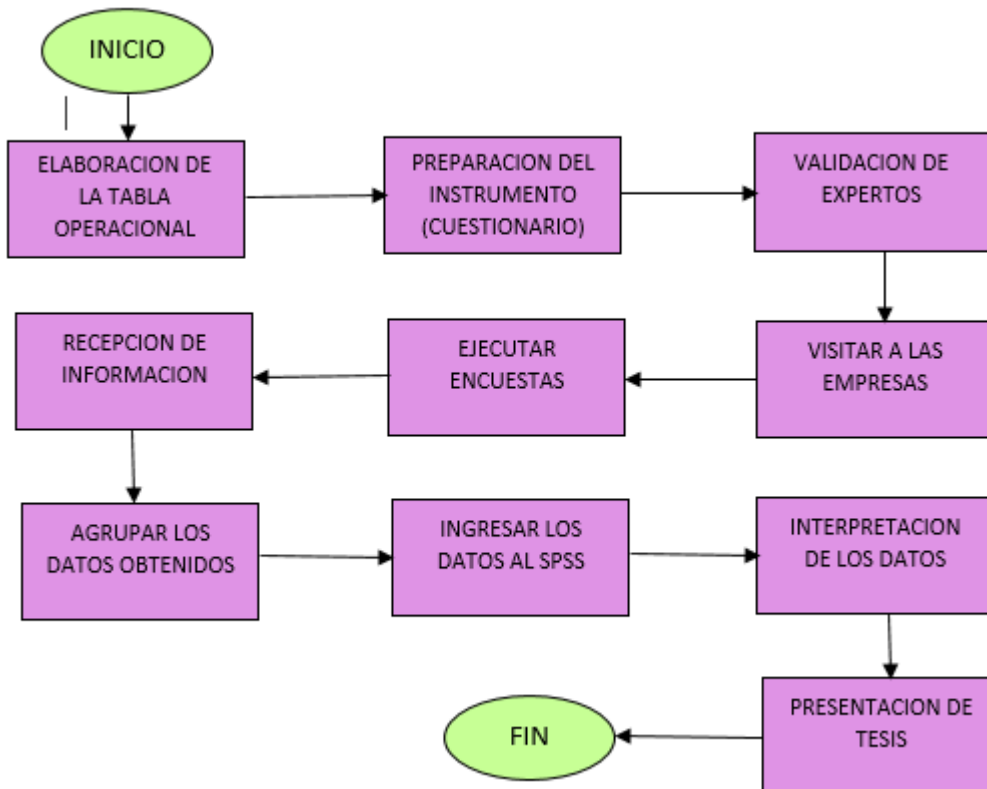 INICIO
ELABORACION DE
LA TABLA
OPERACIONAL
PREPARACION DEL
INSTRUMENTO
(CUESTIONARIO)
VALIDACION DE
EXPERTOS
VISITAR A LAS
EMPRESAS
EJECUTAR
ENCUESTAS
RECEPCION DE
INFORMACION
AGRUPAR LOS
DATOS OBTENIDOS
INGRESAR LOS
DATOS AL SPSS
INTERPRETACION
DE LOS DATOS
PRESENTACION DE
TESIS
FIN